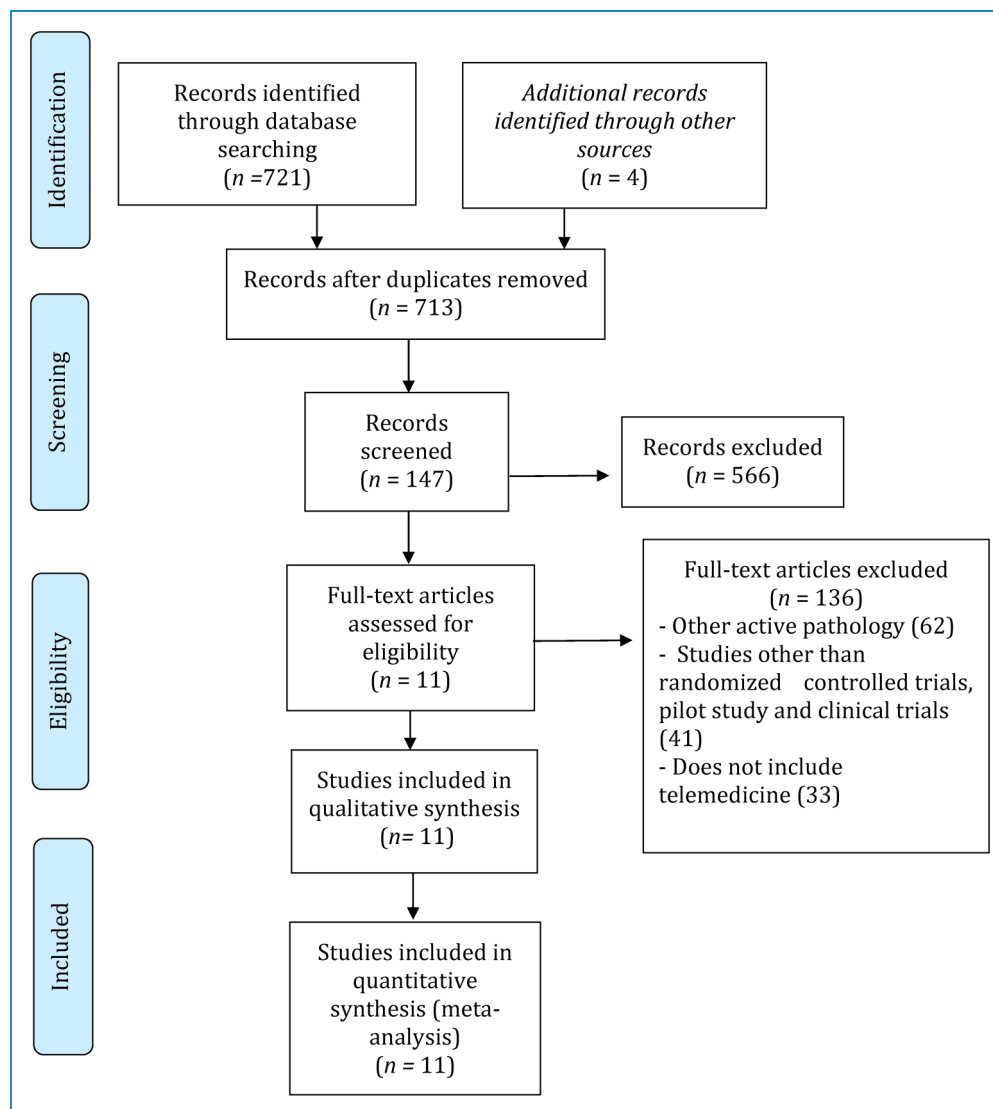 Identification
Records identified
through database
searching
(n =721)
Additional records
identified through other
sources
(n = 4)
Records after duplicates removed
(n = 713)
Screening
Records
screened
(n = 147)
Records excluded
(n = 566)
Eligibility
Full-text articles
assessed for
eligibility
(n = 11)
Full-text articles excluded
(n = 136)
- Other active pathology (62)
- Studies other than
randomized controlled trials,
pilot study and clinical trials
(41)
- Does not include
telemedicine (33)
Studies included in
qualitative synthesis
(n= 11)
Included
Studies included in
quantitative
synthesis (meta-
analysis)
(n = 11)